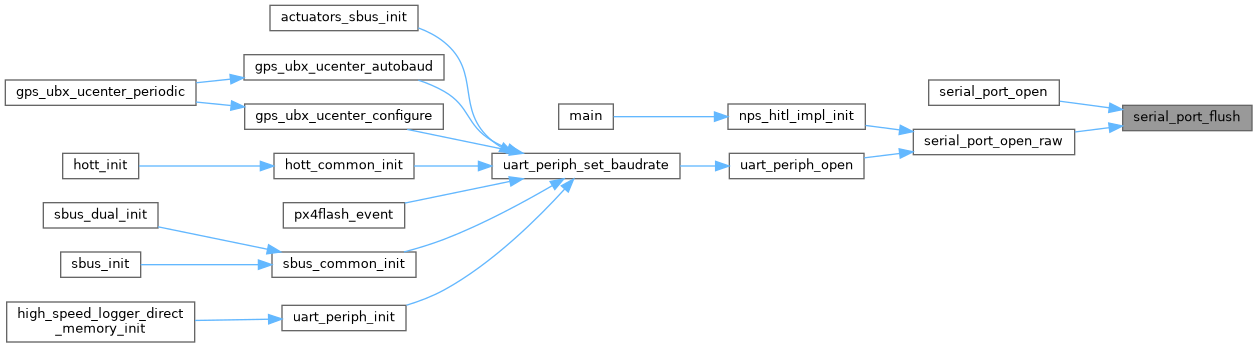 actuators_sbus_init
gps_ubx_ucenter_autobaud
gps_ubx_ucenter_periodic
serial_port_open
gps_ubx_ucenter_configure
main
nps_hitl_impl_init
serial_port_flush
serial_port_open_raw
hott_init
hott_common_init
uart_periph_set_baudrate
uart_periph_open
px4flash_event
sbus_dual_init
sbus_init
sbus_common_init
high_speed_logger_direct
_memory_init
uart_periph_init